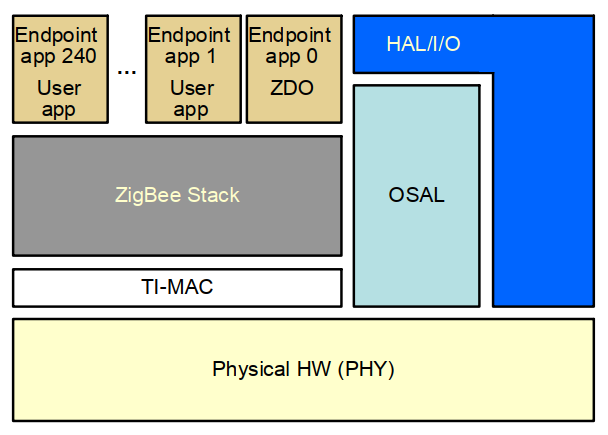 Endpoint
app 240
User
app
...
Endpoint
app 1
User
app
Endpoint
app 0
ZDO
HAL/I/O
ZigBee Stack
OSAL
TI-MAC
Physical HW (PHY)